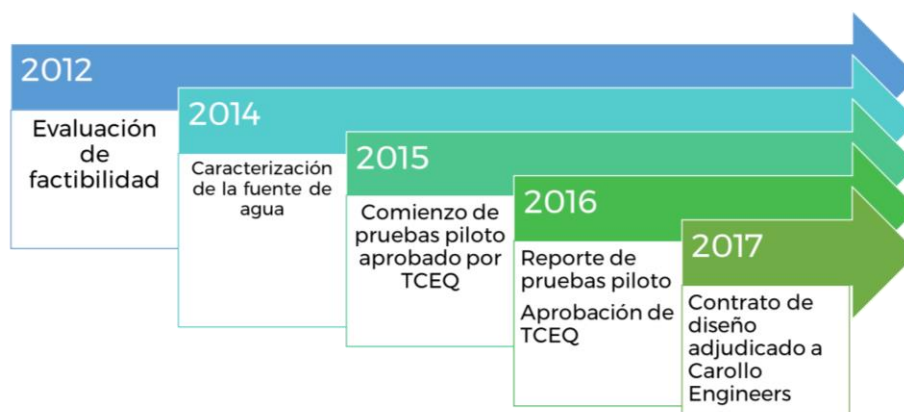 2012
Evaluación
de
factibilidad
2014
Caracterización
de la fuente de
agua
2015
Comienzo de
pruebas piloto
aprobado por
TCEQ
2016
Reporte de
pruebas piloto
Aprobación de
TCEQ
2017
Contrato de
diseño
adjudicado a
Carollo
Engineers